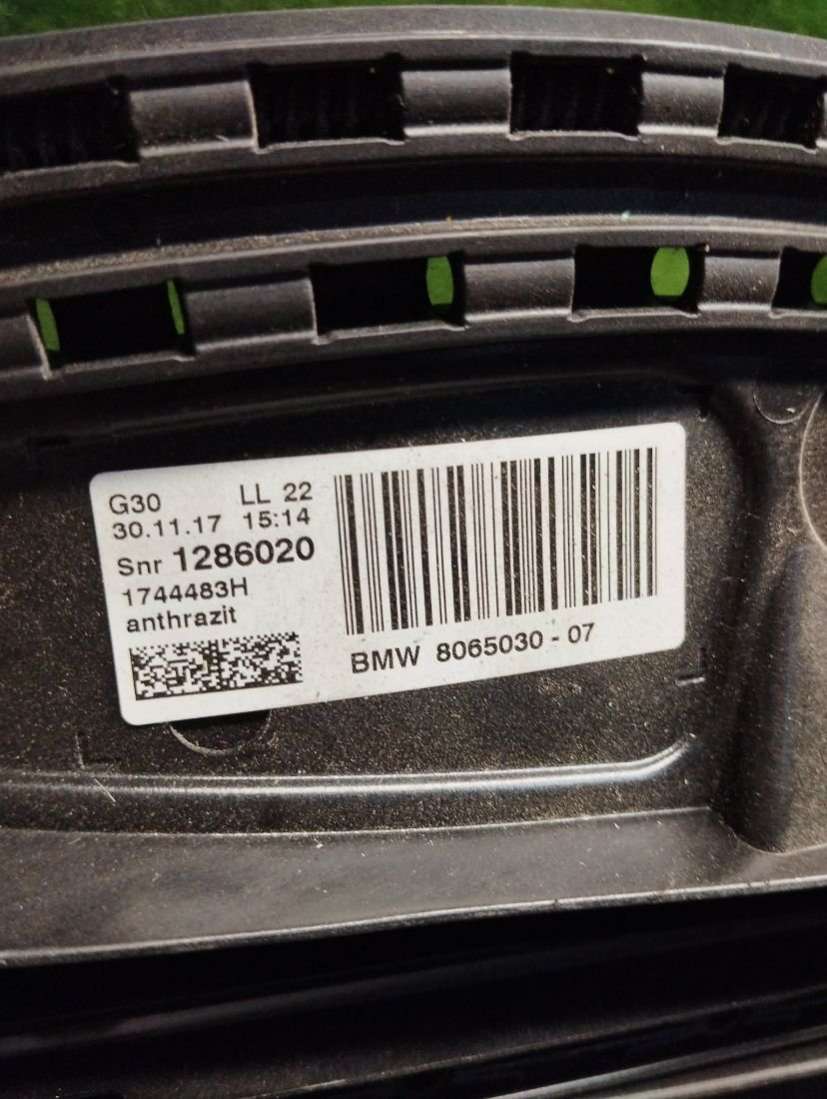 G30 LL 22
30.11.17 15:14
Snr 1286020
1744483H
anthrazit
BMW 8065030 - 07